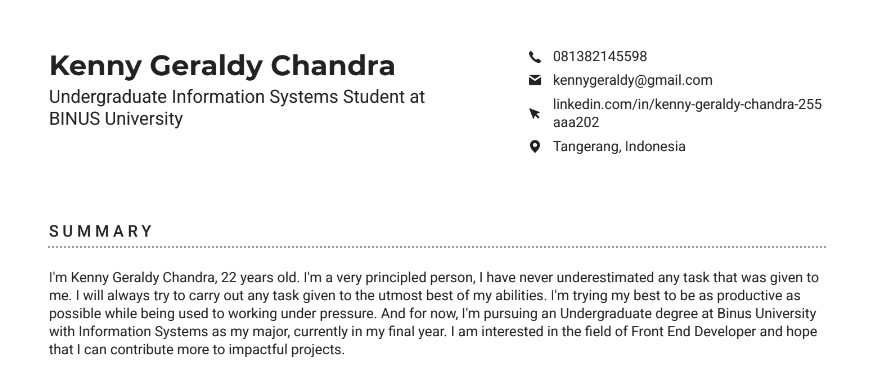 Kenny Geraldy Chandra
Undergraduate Information Systems Student at
BINUS University
081382145598
kennygeraldy@gmail.com
linkedin.com/in/kenny-geraldy-chandra-255
aaa202
Tangerang, Indonesia
SUMMARY
I'm Kenny Geraldy Chandra, 22 years old. I'm a very principled person, I have never underestimated any task that was given to
me. I will always try to carry out any task given to the utmost best of my abilities. I'm trying my best to be as productive as
possible while being used to working under pressure. And for now, I'm pursuing an Undergraduate degree at Binus University
with Information Systems as my major, currently in my final year. I am interested in the field of Front End Developer and hope
that I can contribute more to impactful projects.